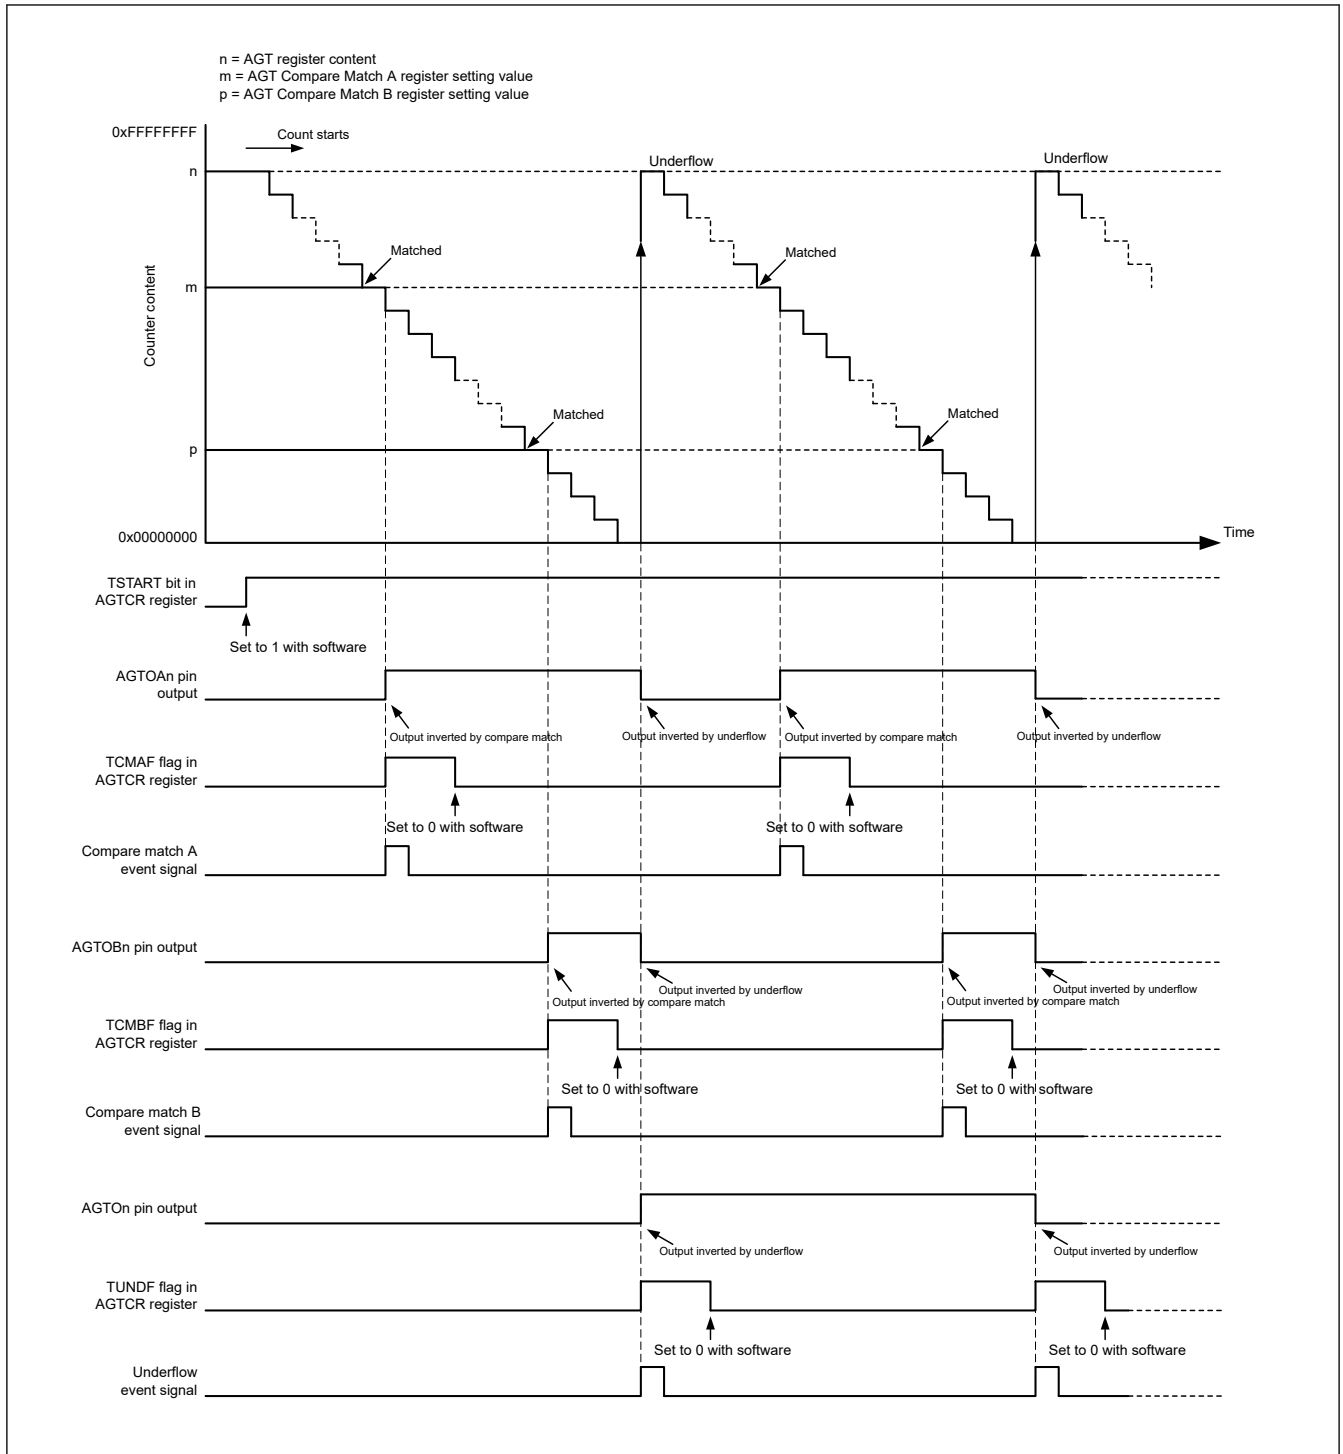 n = AGT register content
m = AGT Compare Match A register setting value
p = AGT Compare Match B register setting value
0xFFFFFFFF
Count starts
Underflow
Underflow
n
Matched
Matched
m
Counter content
Matched
Matched
p
0x00000000
Time
TSTART bit in
AGTCR register
Set to 1 with software
AGTOAn pin
output
Output inverted by compare match
Output inverted by underflow
Output inverted by compare match
Output inverted by underflow
TCMAF flag in
AGTCR register
Set to 0 with software
Set to 0 with software
Compare match A
event signal
AGTOBn pin output
Output inverted by underflow
Output inverted by underflow
Output inverted by compare match
Output inverted by compare match
TCMBF flag in
AGTCR register
Set to 0 with software
Set to 0 with software
Compare match B
event signal
AGTOn pin output
Output inverted by underflow
Output inverted by underflow
TUNDF flag in
AGTCR register
Set to 0 with software
Set to 0 with software
Underflow
event signal